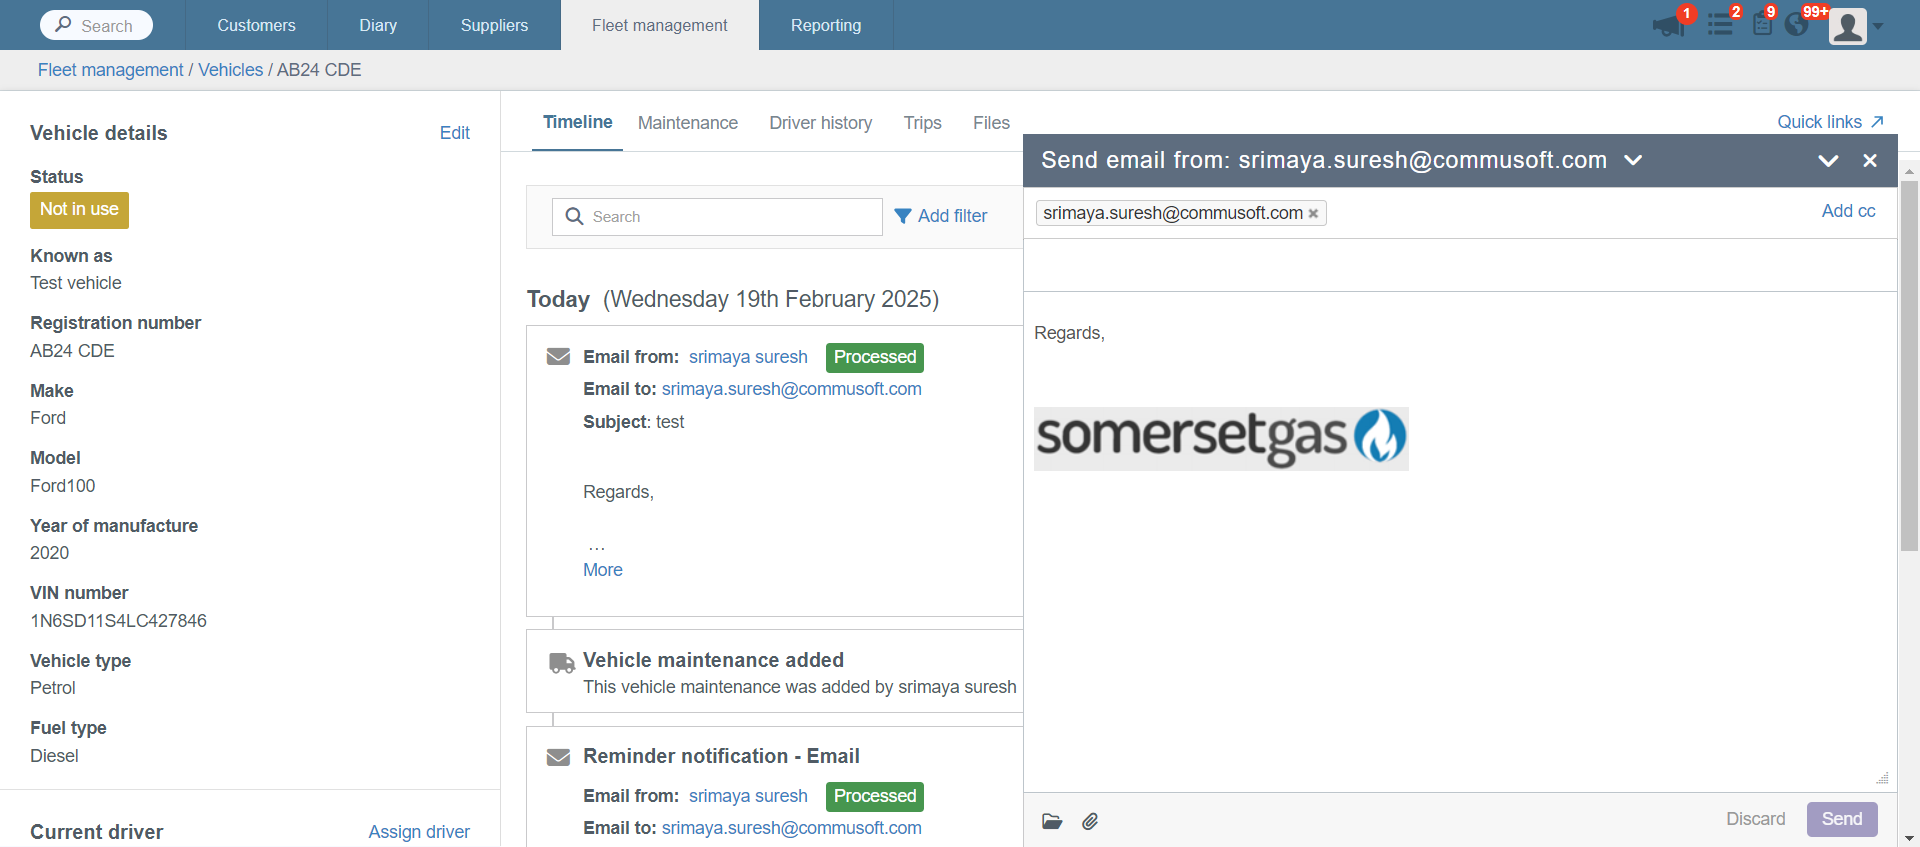 Search
Customers
Diary
Suppliers
Fleet management
Reporting
1
2
9
99+
Fleet management / Vehicles / AB24 CDE
Vehicle details
Edit
Status
Not in use
Known as
Test vehicle
Registration number
AB24 CDE
Make
Ford
Model
Ford100
Year of manufacture
2020
VIN number
1N6SD11S4LC427846
Vehicle type
Petrol
Fuel type
Diesel
Current driver
Assign driver
Timeline
Maintenance
Driver history
Trips
Files
Quick links
Search
Add filter
Today (Wednesday 19th February 2025)
Email from: srimaya suresh Processed
Email to: srimaya.suresh@commusoft.com
Subject: test
Regards,
...
More
Vehicle maintenance added
This vehicle maintenance was added by srimaya suresh
Reminder notification - Email
Email from: srimaya suresh Processed
Email to: srimaya.suresh@commusoft.com
Send email from: srimaya.suresh@commusoft.com
srimaya.suresh@commusoft.com
Add cc
Regards,
somersetgas
Discard
Send